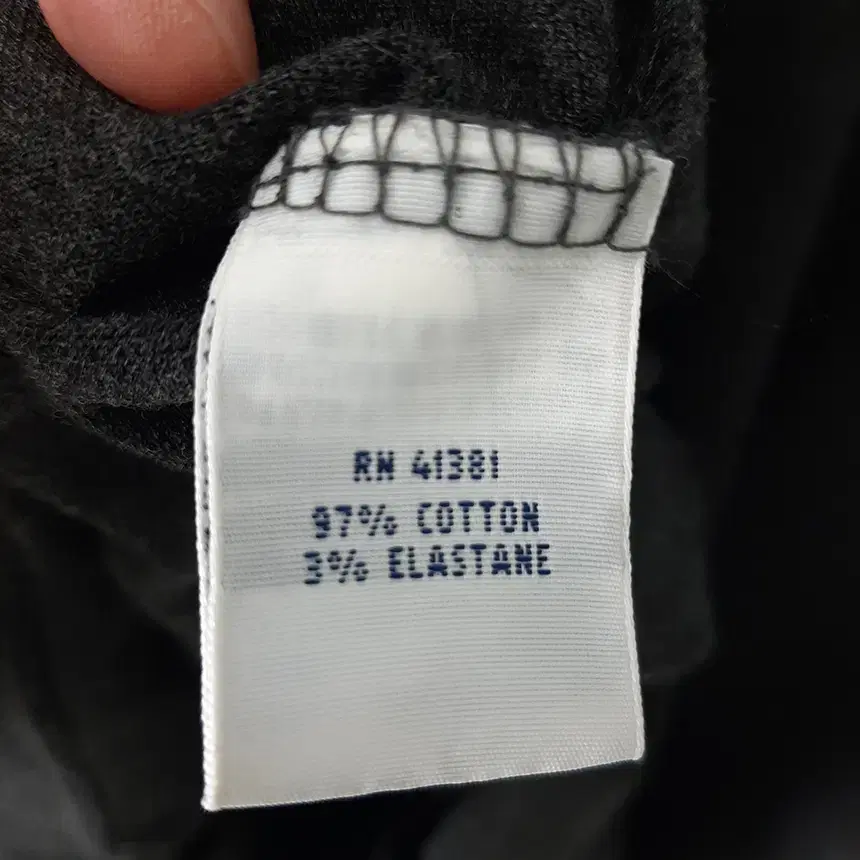 RN 41381
97% COTTON
3% ELASTANE